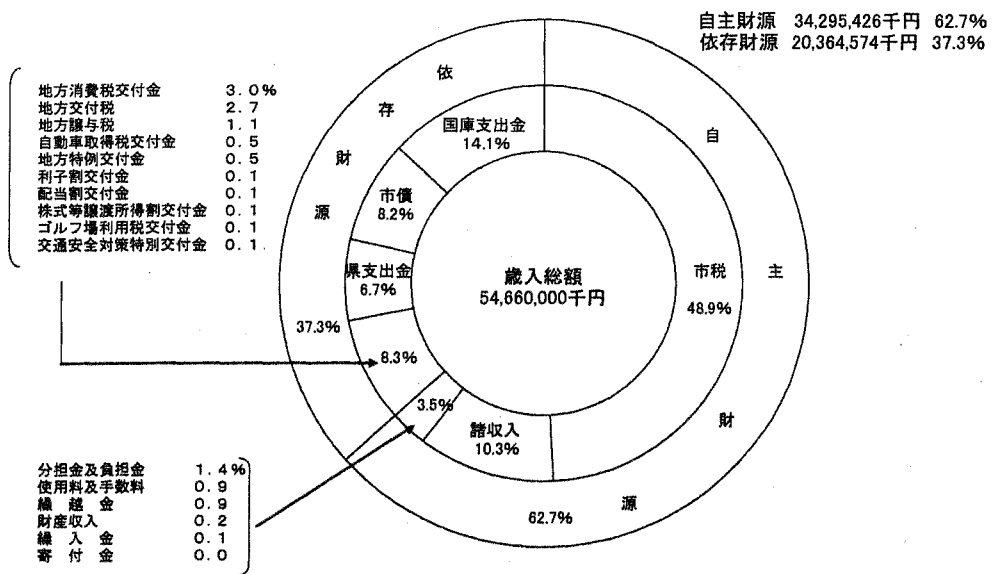 自主財源 34,295,426千円 62.7%
依存財源 20,364,574千円 37.3%
地方消費税交付金 3.0%
地方交付税 2.7
地方譲与税 1.1
自動車取得税交付金 0.5
地方特例交付金 0.5
利子割交付金 0.1
配当割交付金 0.1
株式等譲渡所得割交付金 0.1
ゴルフ場利用税交付金 0.1
交通安全対策特別交付金 0.1
依存財源
37.3%
自主財源
62.7%
国庫支出金
14.1%
市債
8.2%
県支出金
6.7%
8.3%
3.5%
諸収入
10.3%
市税
48.9%
歳入総額
54,660,000千円
分担金及負担金 1.4%
使用料及手数料 0.9
繰越金 0.9
財産収入 0.2
繰入金 0.1
寄付金 0.0